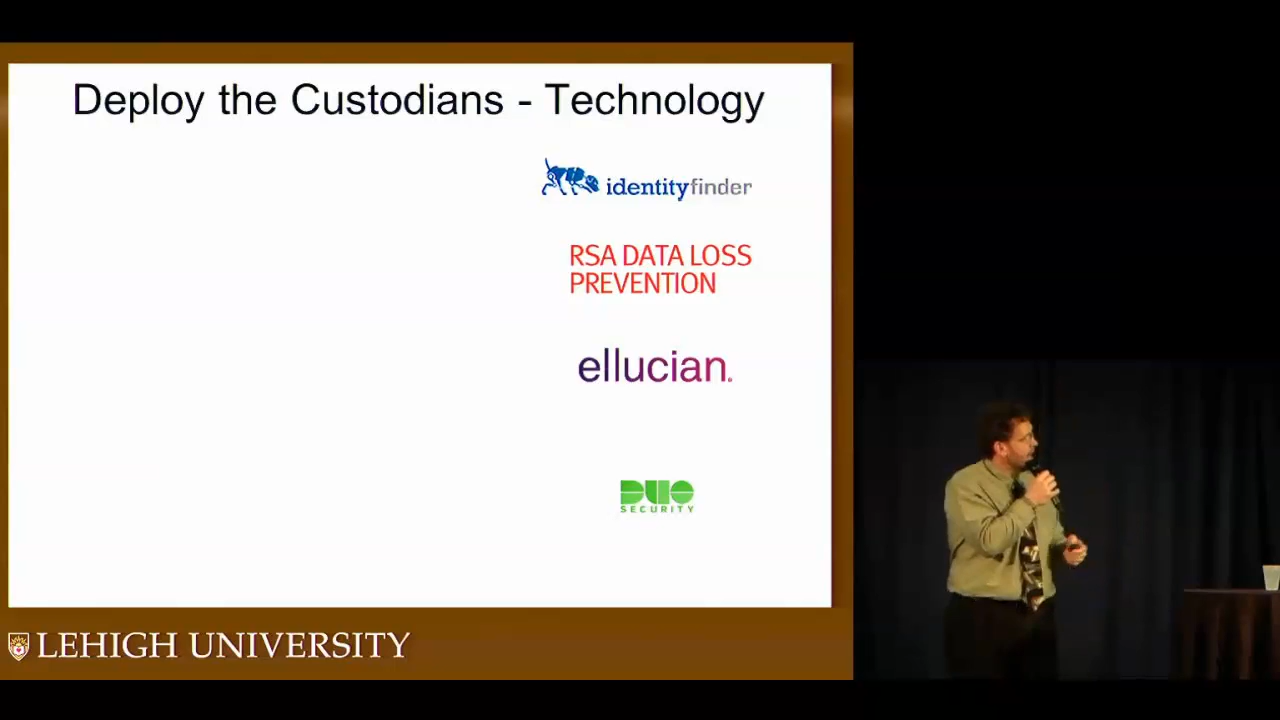 Deploy the Custodians - Technology
identityfinder
RSA DATA LOSS
PREVENTION
ellucian.
DUO
SECURITY
LEHIGH UNIVERSITY